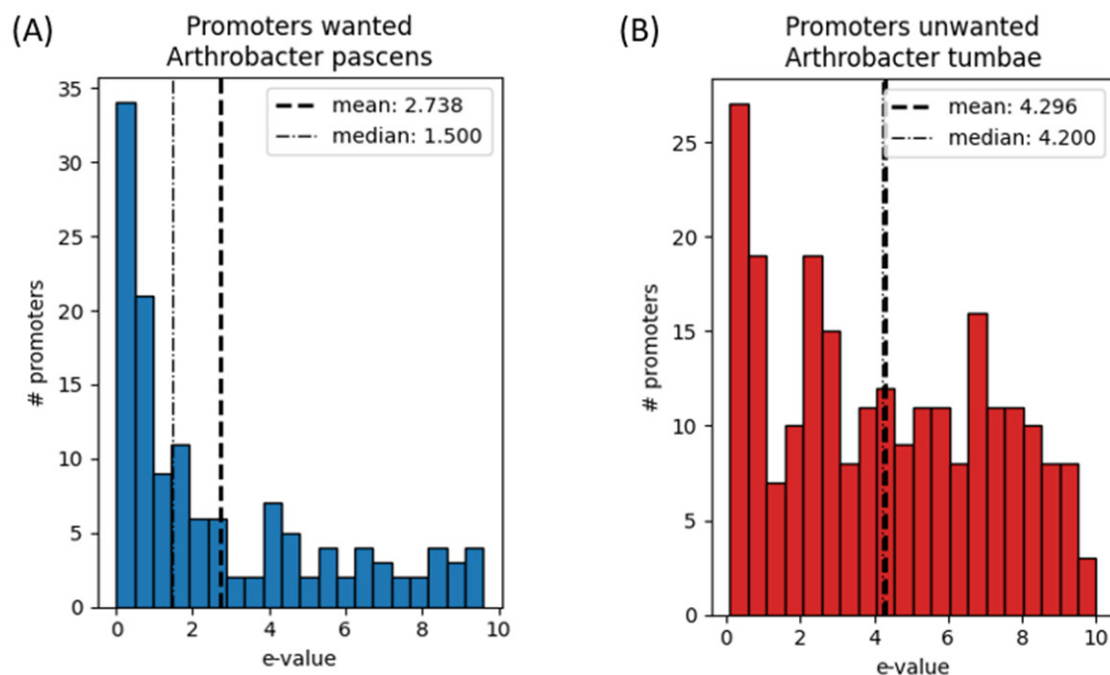 (A)
Promoters wanted
Arthrobacter pascens
mean: 2.738
median: 1.500
# promoters
35
30
25
20
15
10
5
0
0 2 4 6 8 10
e-value
(B)
Promoters unwanted
Arthrobacter tumbae
mean: 4.296
median: 4.200
# promoters
25
20
15
10
5
0
0 2 4 6 8 10
e-value